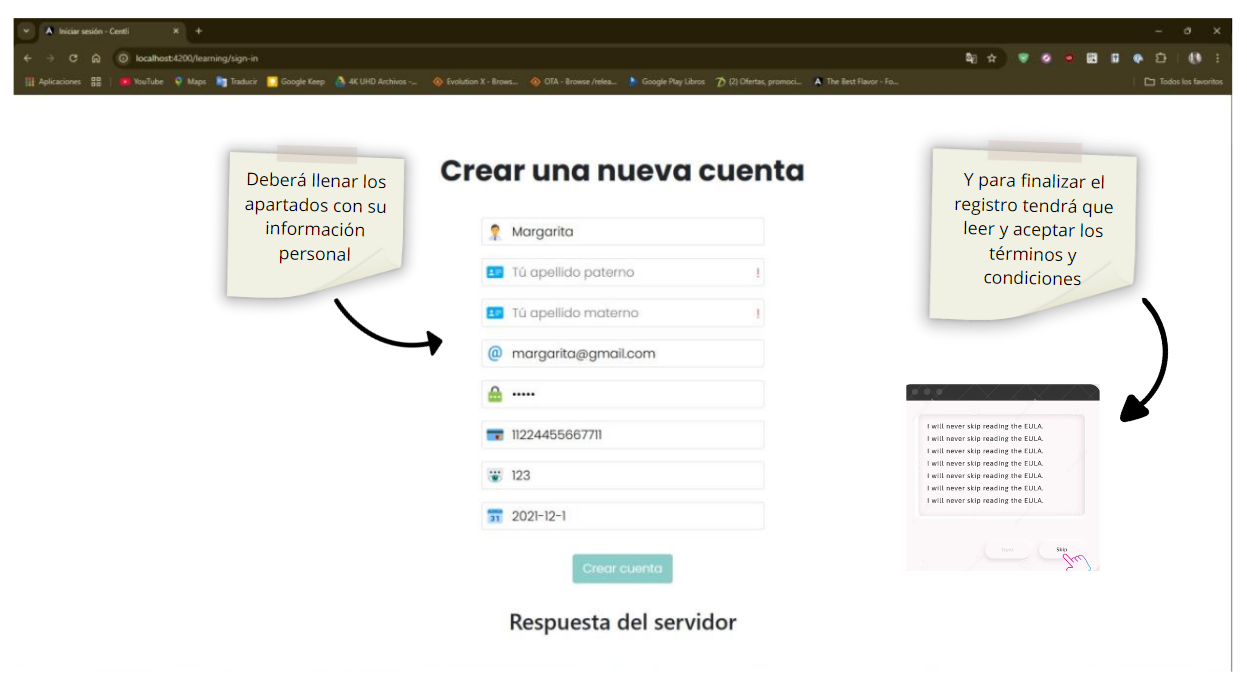 Iniciar sesión - Centli
localhost:4200/learning/sign-in
Aplicaciones YouTube Maps Traducir Google Keep 4K UHD Archivos -... Evolution X - Brows... OTA - Browse /relea... Google Play Libros (2) Ofertas, promoci... The Best Flavor - Fo... Todos los favoritos
Crear una nueva cuenta
Deberá llenar los
apartados con su
información
personal
Y para finalizar el
registro tendrá que
leer y aceptar los
términos y
condiciones
Margarita
Tú apellido paterno !
Tú apellido materno !
@ margarita@gmail.com
•••••
11224455667711
123
31 2021-12-1
Crear cuenta
Respuesta del servidor
I will never skip reading the EULA.
I will never skip reading the EULA.
I will never skip reading the EULA.
I will never skip reading the EULA.
I will never skip reading the EULA.
I will never skip reading the EULA.
I will never skip reading the EULA.
Skip